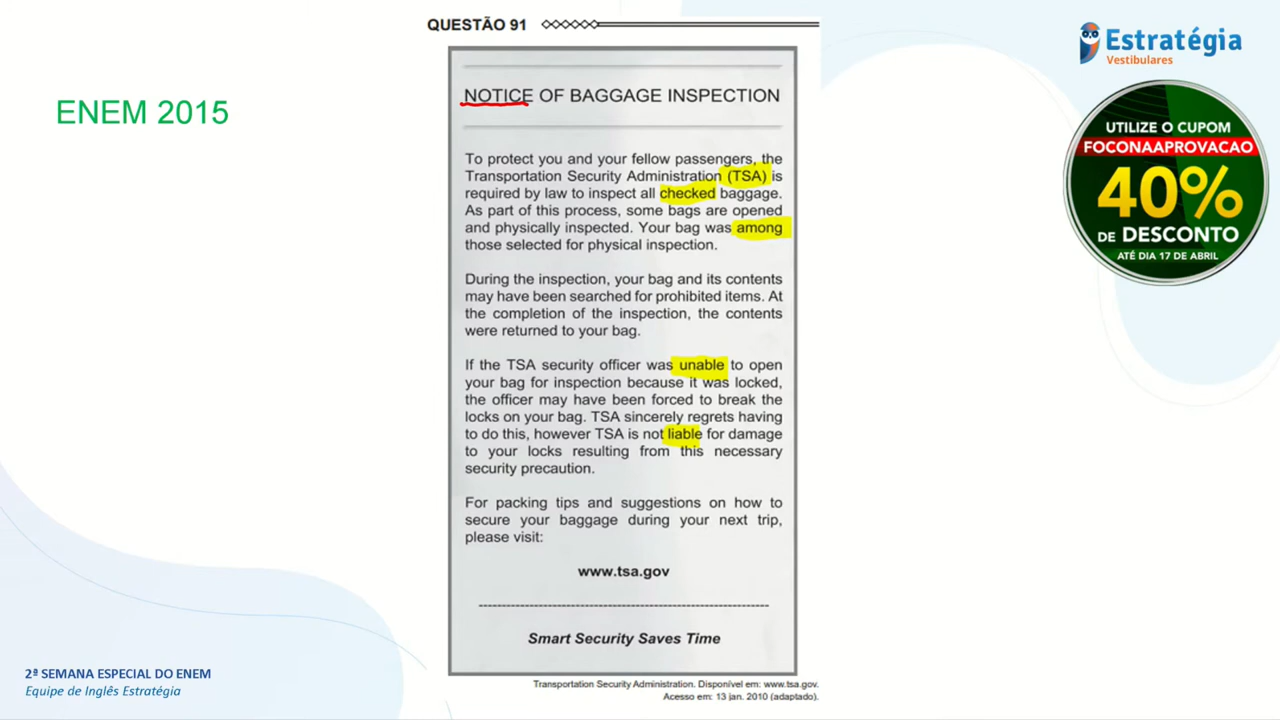 QUESTÃO 91
Estratégia
Vestibulares
ENEM 2015
NOTICE OF BAGGAGE INSPECTION
UTILIZE O CUPOM
FOCONAAPROVACAO
40%
DE DESCONTO
ATÉ DIA 17 DE ABRIL
To protect you and your fellow passengers, the
Transportation Security Administration (TSA) is
required by law to inspect all checked baggage.
As part of this process, some bags are opened
and physically inspected. Your bag was among
those selected for physical inspection.
During the inspection, your bag and its contents
may have been searched for prohibited items. At
the completion of the inspection, the contents
were returned to your bag.
If the TSA security officer was unable to open
your bag for inspection because it was locked,
the officer may have been forced to break the
locks on your bag. TSA sincerely regrets having
to do this, however TSA is not liable for damage
to your locks resulting from this necessary
security precaution.
For packing tips and suggestions on how to
secure your baggage during your next trip,
please visit:
www.tsa.gov
Smart Security Saves Time
Transportation Security Administration. Disponível em: www.tsa.gov.
Acesso em: 13 jan. 2010 (adaptado).
2ª SEMANA ESPECIAL DO ENEM
Equipe de Inglês Estratégia